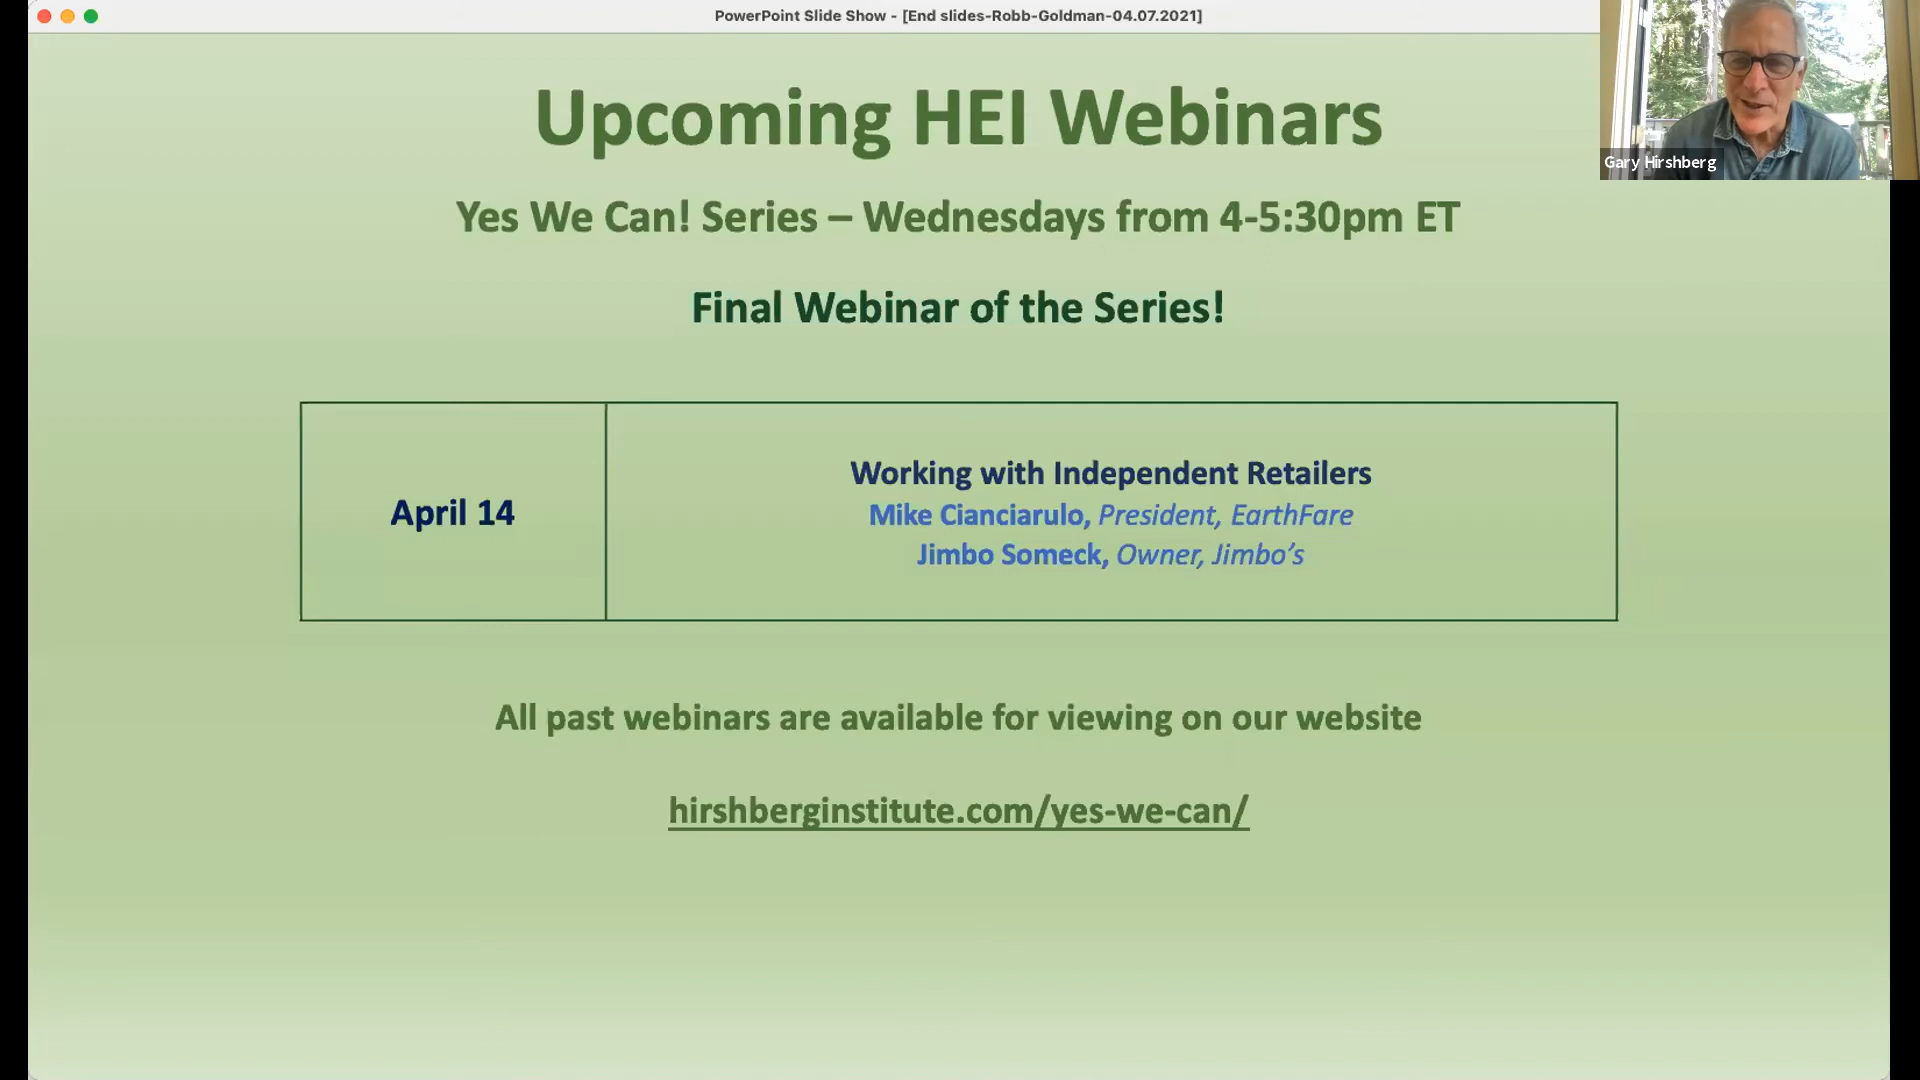 PowerPoint Slide Show - [End slides-Robb-Goldman-04.07.2021]
Gary Hirshberg
Upcoming HEI Webinars
Yes We Can! Series – Wednesdays from 4-5:30pm ET
Final Webinar of the Series!
April 14
Working with Independent Retailers
Mike Cianciarulo, President, EarthFare
Jimbo Someck, Owner, Jimbo’s
All past webinars are available for viewing on our website
hirshberginstitute.com/yes-we-can/